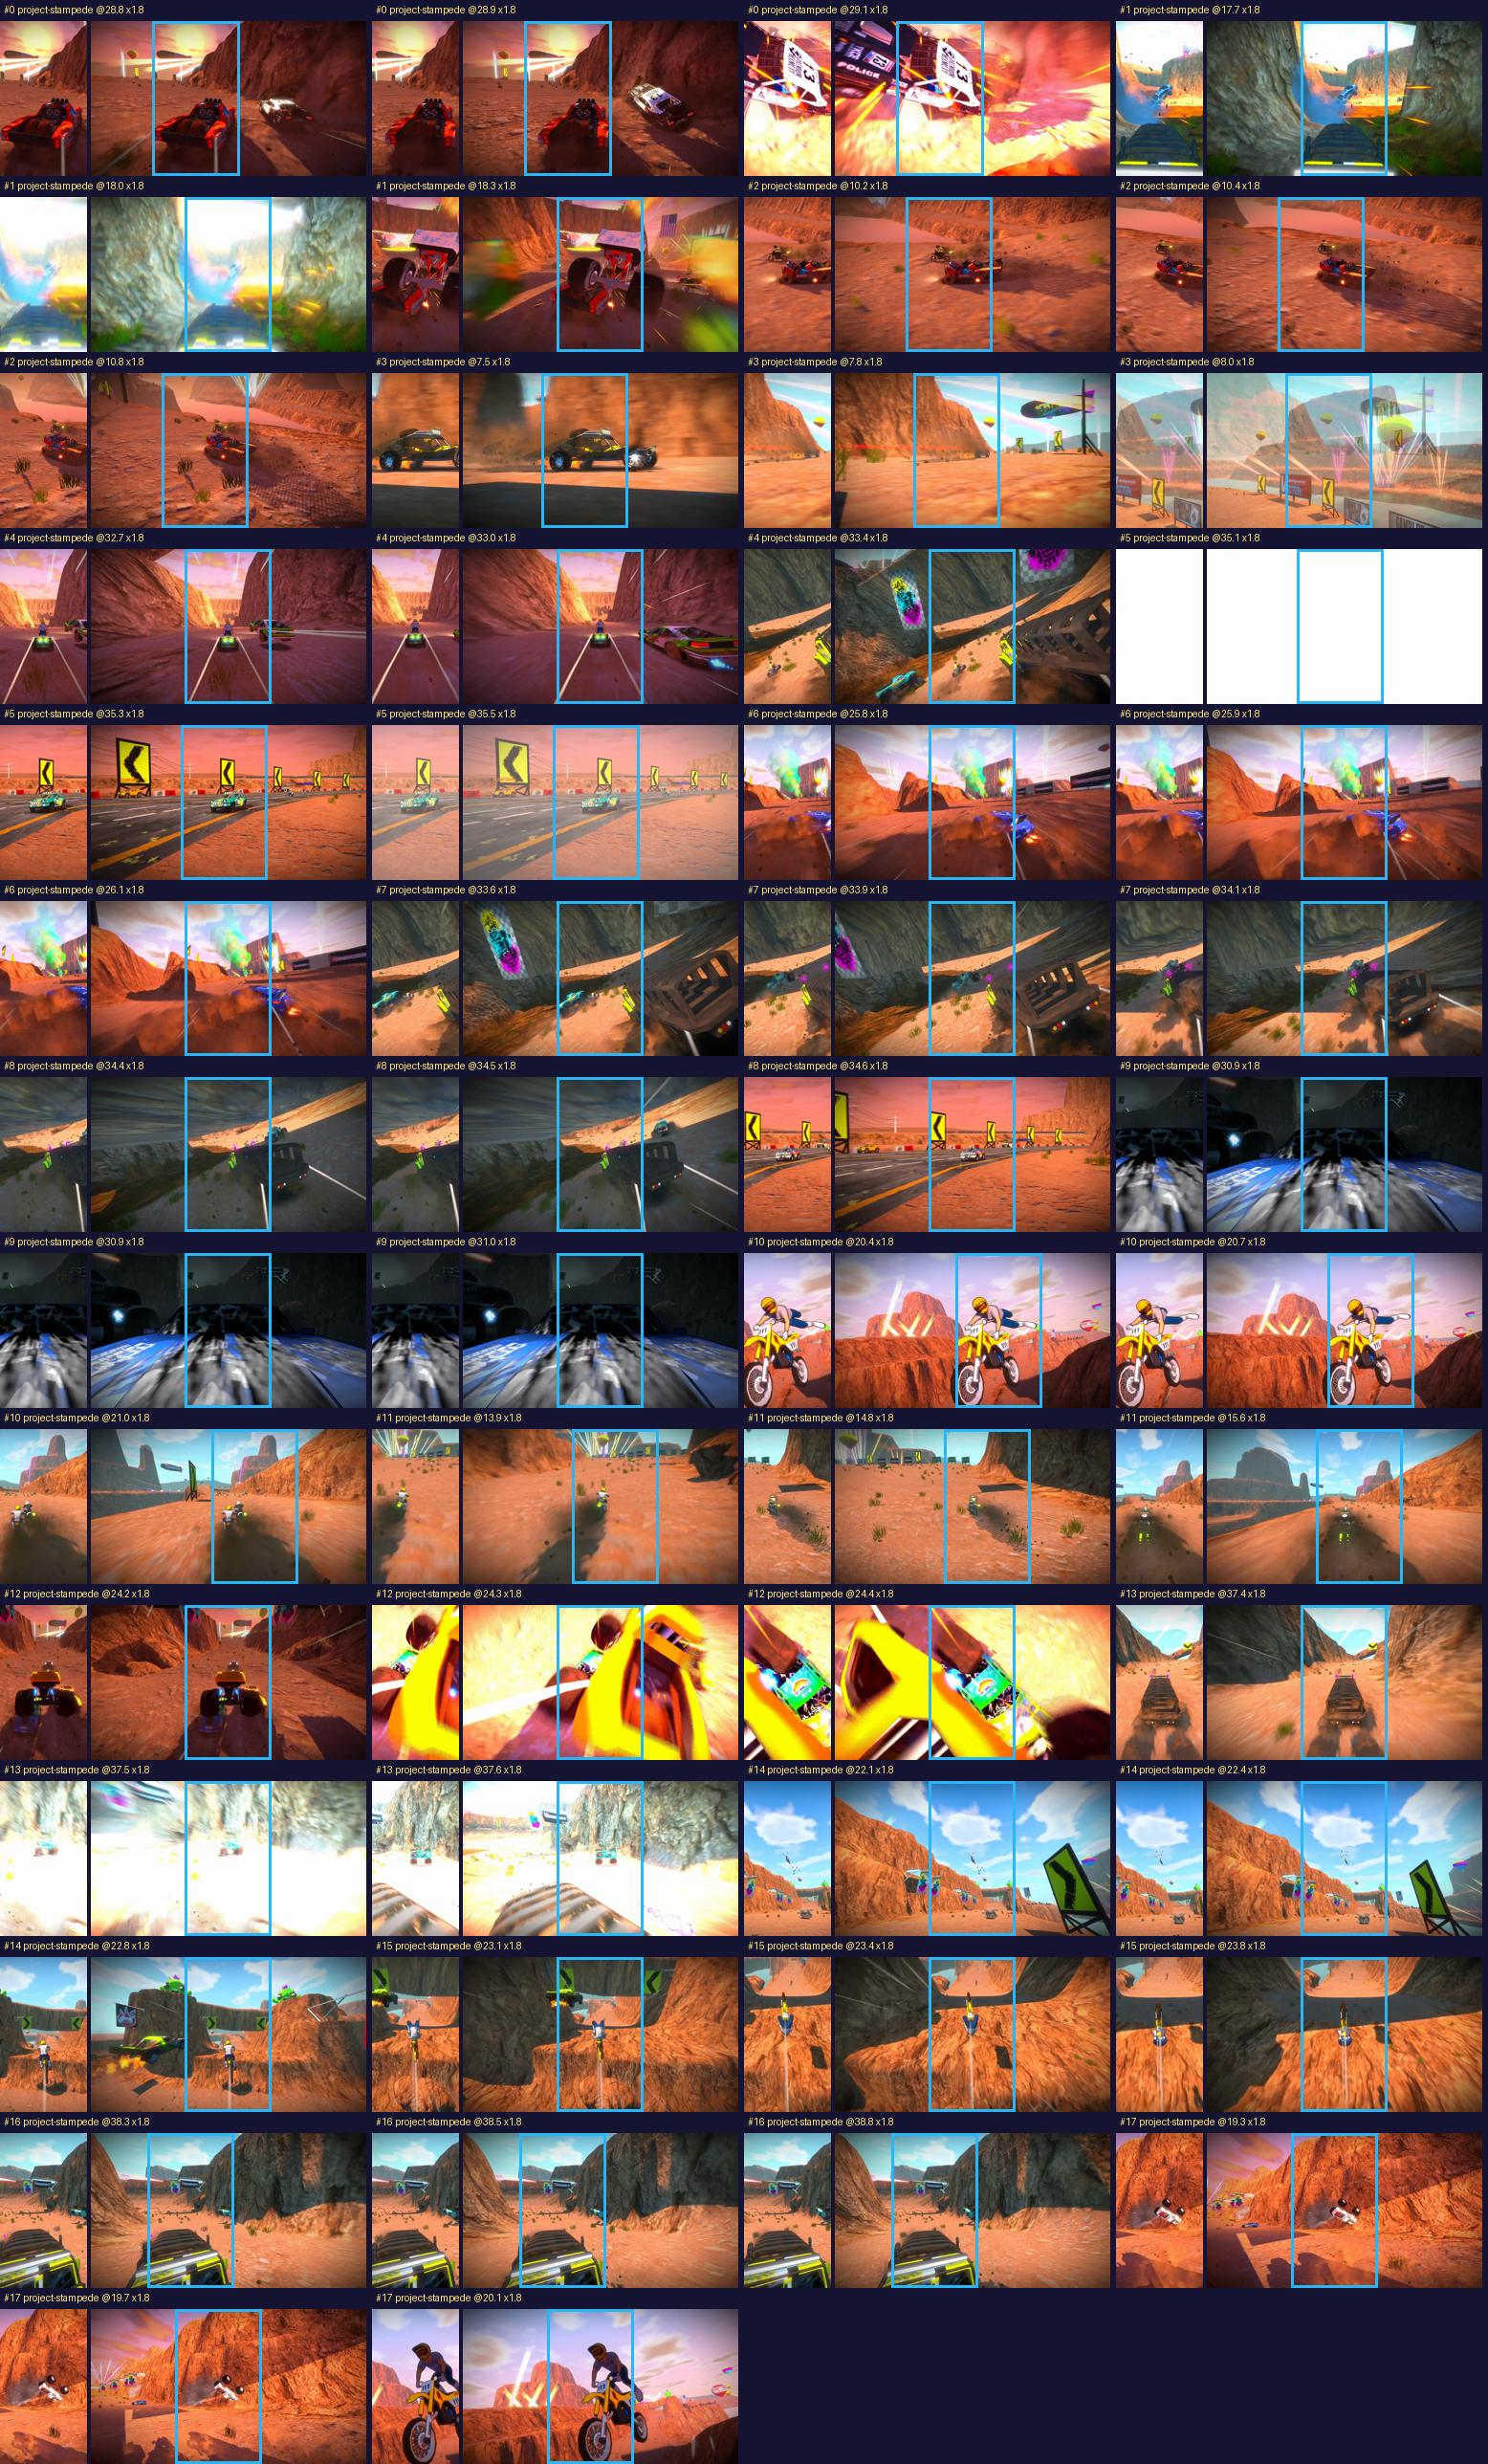 #0 project-stampede @28.8 x1.8
#0 project-stampede @28.9 x1.8
#0 project-stampede @29.1 x1.8
#1 project-stampede @17.7 x1.8
13
POLICE
13
#1 project-stampede @18.0 x1.8
#1 project-stampede @18.3 x1.8
#2 project-stampede @10.2 x1.8
#2 project-stampede @10.4 x1.8
#2 project-stampede @10.8 x1.8
#3 project-stampede @7.5 x1.8
#3 project-stampede @7.8 x1.8
#3 project-stampede @8.0 x1.8
#4 project-stampede @32.7 x1.8
#4 project-stampede @33.0 x1.8
#4 project-stampede @33.4 x1.8
#5 project-stampede @35.1 x1.8
#5 project-stampede @35.3 x1.8
#5 project-stampede @35.5 x1.8
#6 project-stampede @25.8 x1.8
#6 project-stampede @25.9 x1.8
#6 project-stampede @26.1 x1.8
#7 project-stampede @33.6 x1.8
#7 project-stampede @33.9 x1.8
#7 project-stampede @34.1 x1.8
#8 project-stampede @34.4 x1.8
#8 project-stampede @34.5 x1.8
#8 project-stampede @34.6 x1.8
#9 project-stampede @30.9 x1.8
#9 project-stampede @30.9 x1.8
#9 project-stampede @31.0 x1.8
#10 project-stampede @20.4 x1.8
#10 project-stampede @20.7 x1.8
#10 project-stampede @21.0 x1.8
#11 project-stampede @13.9 x1.8
#11 project-stampede @14.8 x1.8
#11 project-stampede @15.6 x1.8
#12 project-stampede @24.2 x1.8
#12 project-stampede @24.3 x1.8
#12 project-stampede @24.4 x1.8
#13 project-stampede @37.4 x1.8
#13 project-stampede @37.5 x1.8
#13 project-stampede @37.6 x1.8
#14 project-stampede @22.1 x1.8
#14 project-stampede @22.4 x1.8
#14 project-stampede @22.8 x1.8
#15 project-stampede @23.1 x1.8
#15 project-stampede @23.4 x1.8
#15 project-stampede @23.8 x1.8
#16 project-stampede @38.3 x1.8
#16 project-stampede @38.5 x1.8
#16 project-stampede @38.8 x1.8
#17 project-stampede @19.3 x1.8
#17 project-stampede @19.7 x1.8
#17 project-stampede @20.1 x1.8